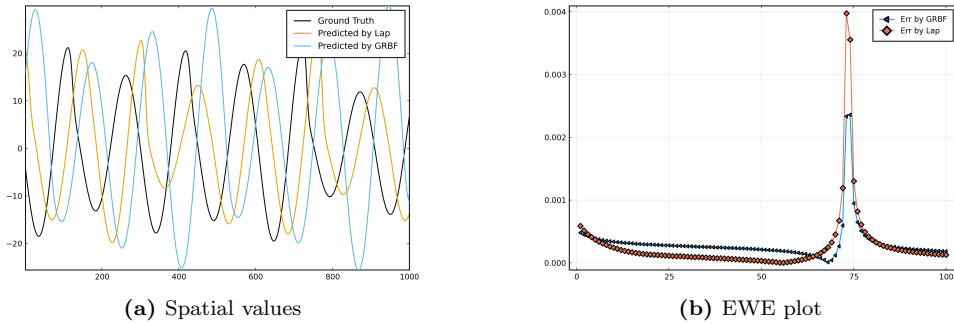 Ground Truth
Predicted by Lap
Predicted by GRBF
20
10
0
−10
−20
200
400
600
800
1000
(a) Spatial values
Err by GRBF
Err by Lap
0.004
0.003
0.002
0.001
0.000
0
25
50
75
100
(b) EWE plot